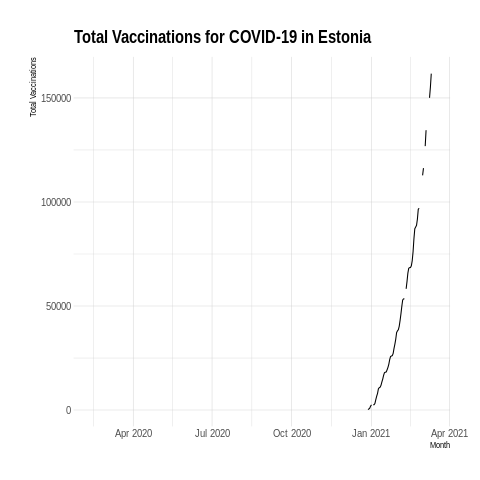 Total Vaccinations for COVID-19 in Estonia
Total Vaccinations
150000
100000
50000
0
Apr 2020 Jul 2020 Oct 2020 Jan 2021 Apr 2021
Month